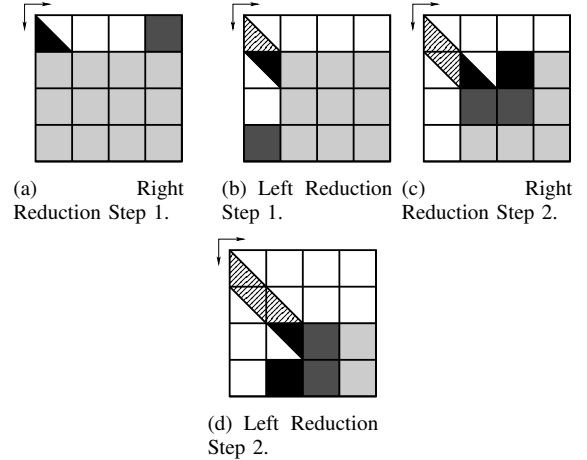 (a) Right
Reduction Step 1.
(b) Left Reduction
Step 1.
(c) Right
Reduction Step 2.
(d) Left Reduction
Step 2.